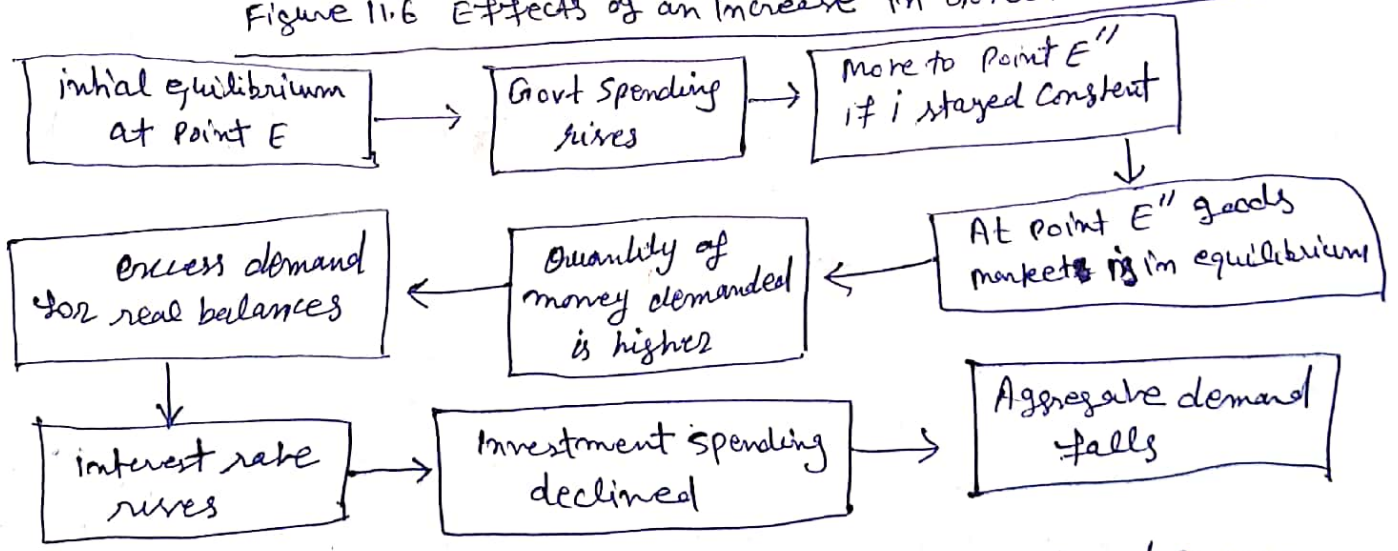 Figure 11.6 Effects of an Increase in
initial equilibrium
at Point E
Govt Spending
rises
More to Point E''
if i stayed Constent
At Point E'' goods
market is in equilibrium
Quantity of
money demanded
is higher
excess demand
for real balances
interest rate
rises
Investment spending
declined
Aggregate demand
falls